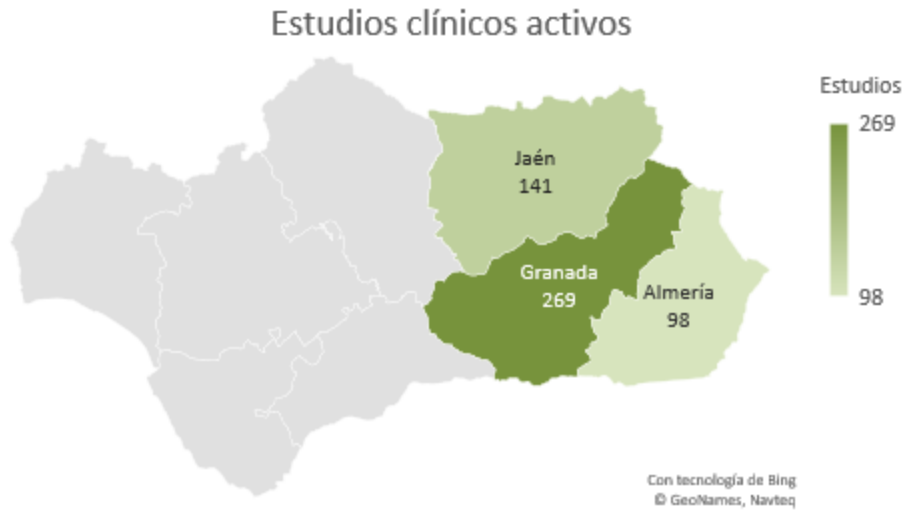 Estudios clínicos activos
Estudios
269
98
Jaén
141
Granada
269
Almería
98
Con tecnología de Bing
© GeoNames, Navteq